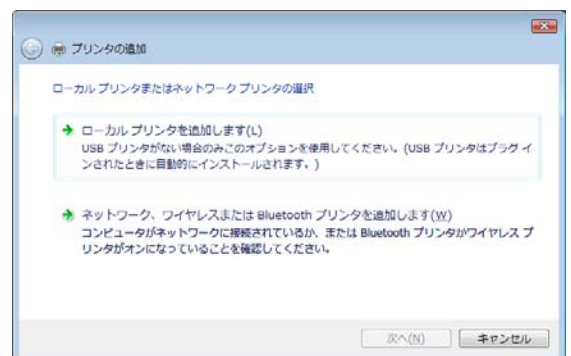 プリンタの追加
ローカル プリンタまたはネットワーク プリンタの選択
ローカル プリンタを追加します(L)
USB プリンタがない場合のみこのオプションを使用してください。(USB プリンタはプラグ イ
ンされたときに自動的にインストールされます。)
ネットワーク、ワイヤレスまたは Bluetooth プリンタを追加します(W)
コンピュータがネットワークに接続されているか、または Bluetooth プリンタかワイヤレス プ
リンタがオンになっていることを確認してください。
次へ(N)
キャンセル